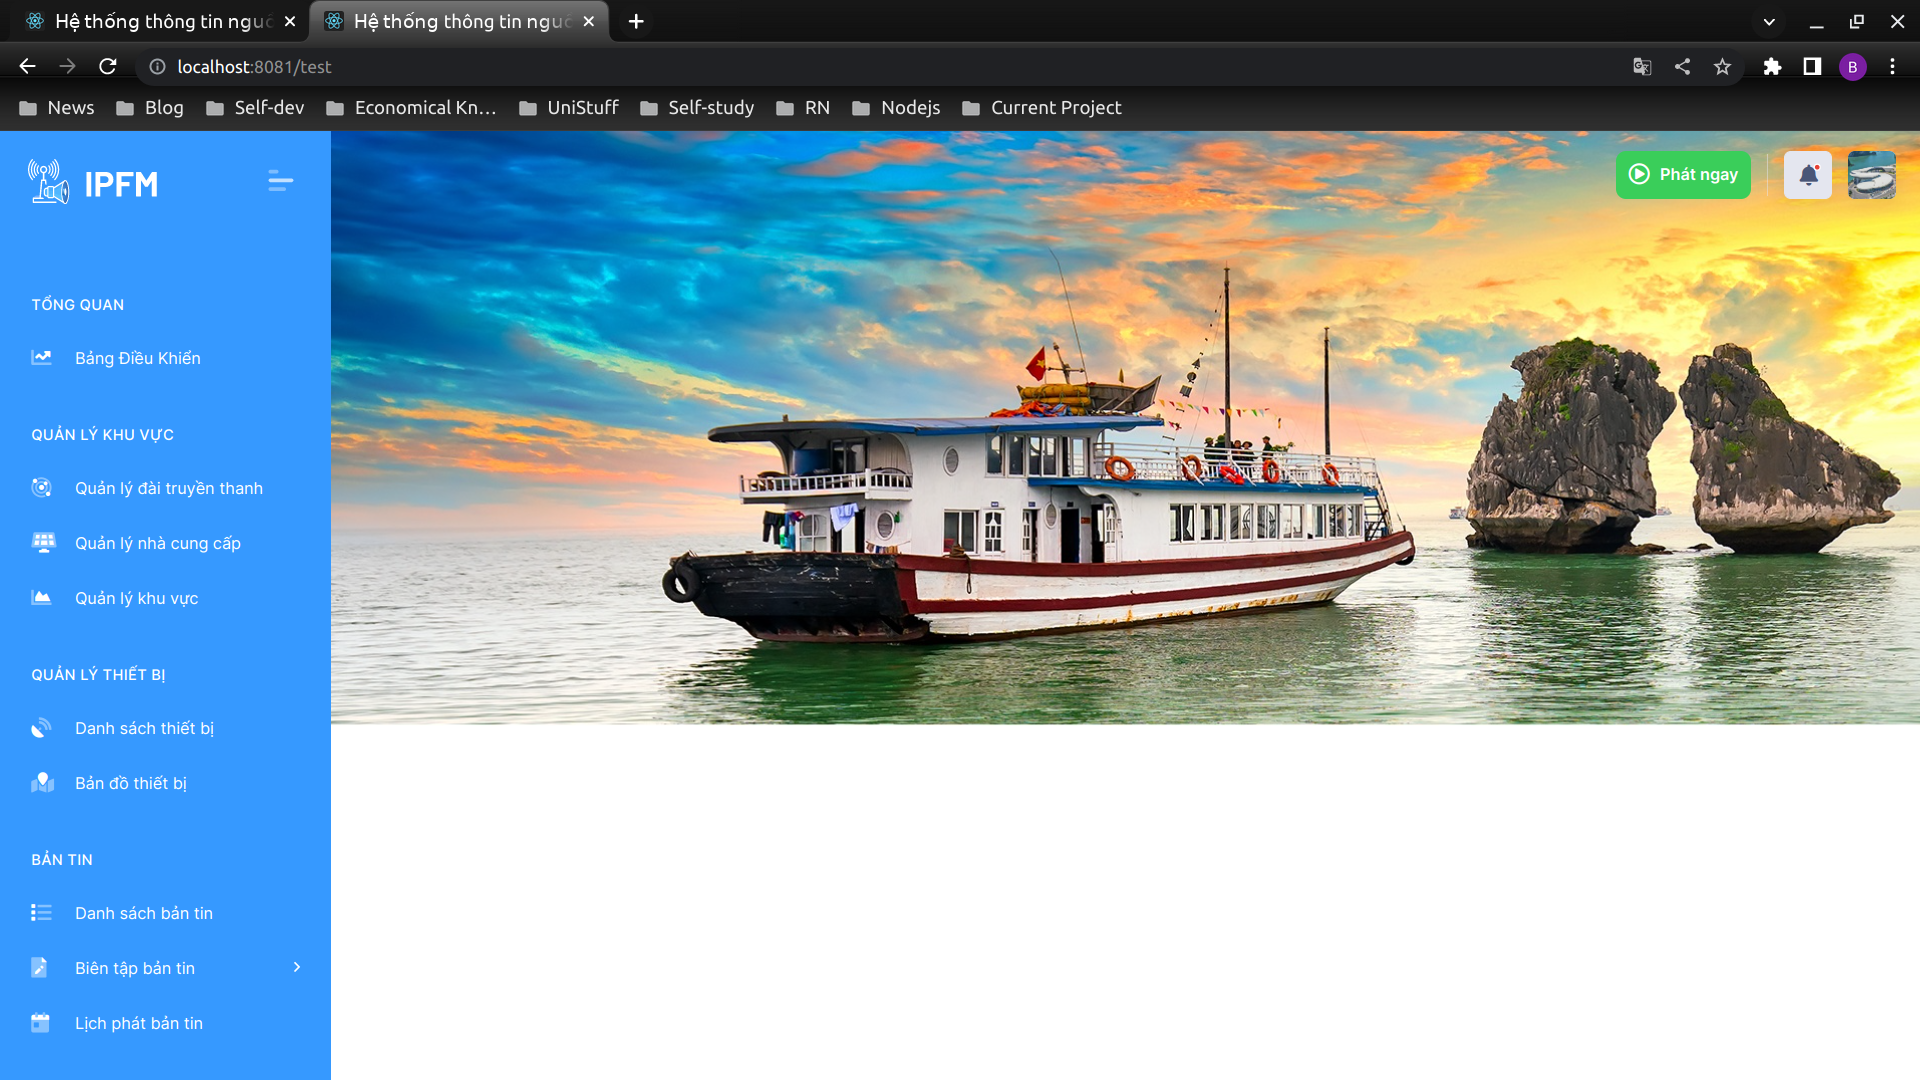 Hệ thống thông tin nguồ
Hệ thống thông tin nguồ
localhost:8081/test
B
News
Blog
Self-dev
Economical Kn...
UniStuff
Self-study
RN
Nodejs
Current Project
IPFM
Phát ngay
TỔNG QUAN
Bảng Điều Khiển
QUẢN LÝ KHU VỰC
Quản lý đài truyền thanh
Quản lý nhà cung cấp
Quản lý khu vực
QUẢN LÝ THIẾT BỊ
Danh sách thiết bị
Bản đồ thiết bị
BẢN TIN
Danh sách bản tin
Biên tập bản tin
Lịch phát bản tin